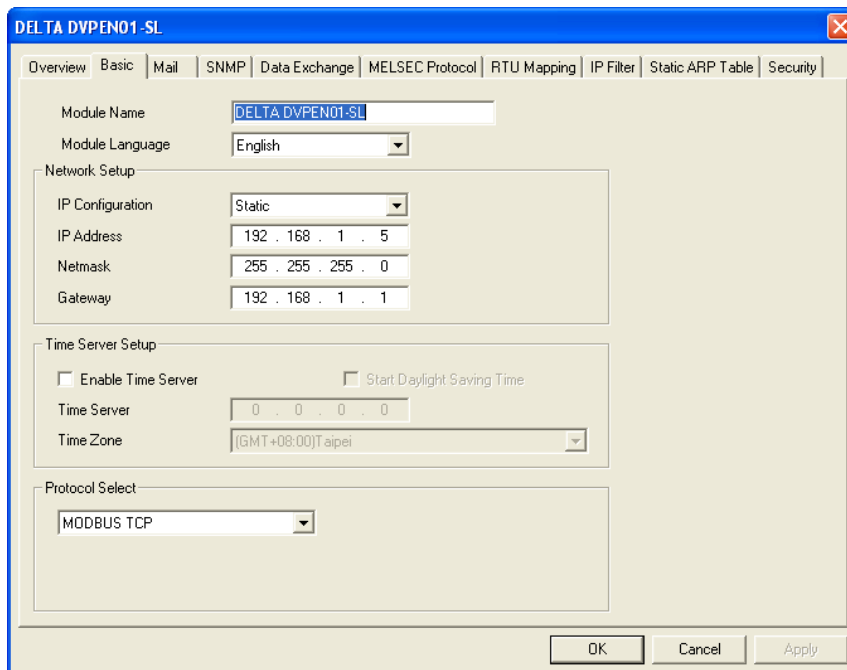 DELTA DVPEN01-SL
Overview Basic Mail SNMP Data Exchange MELSEC Protocol RTU Mapping IP Filter Static ARP Table Security
Module Name DELTA DVPEN01-SL
Module Language English
Network Setup
IP Configuration Static
IP Address 192 . 168 . 1 . 5
Netmask 255 . 255 . 255 . 0
Gateway 192 . 168 . 1 . 1
Time Server Setup
Enable Time Server Start Daylight Saving Time
Time Server 0 . 0 . 0 . 0
Time Zone (GMT+08:00)Taipei
Protocol Select
MODBUS TCP
OK Cancel Apply